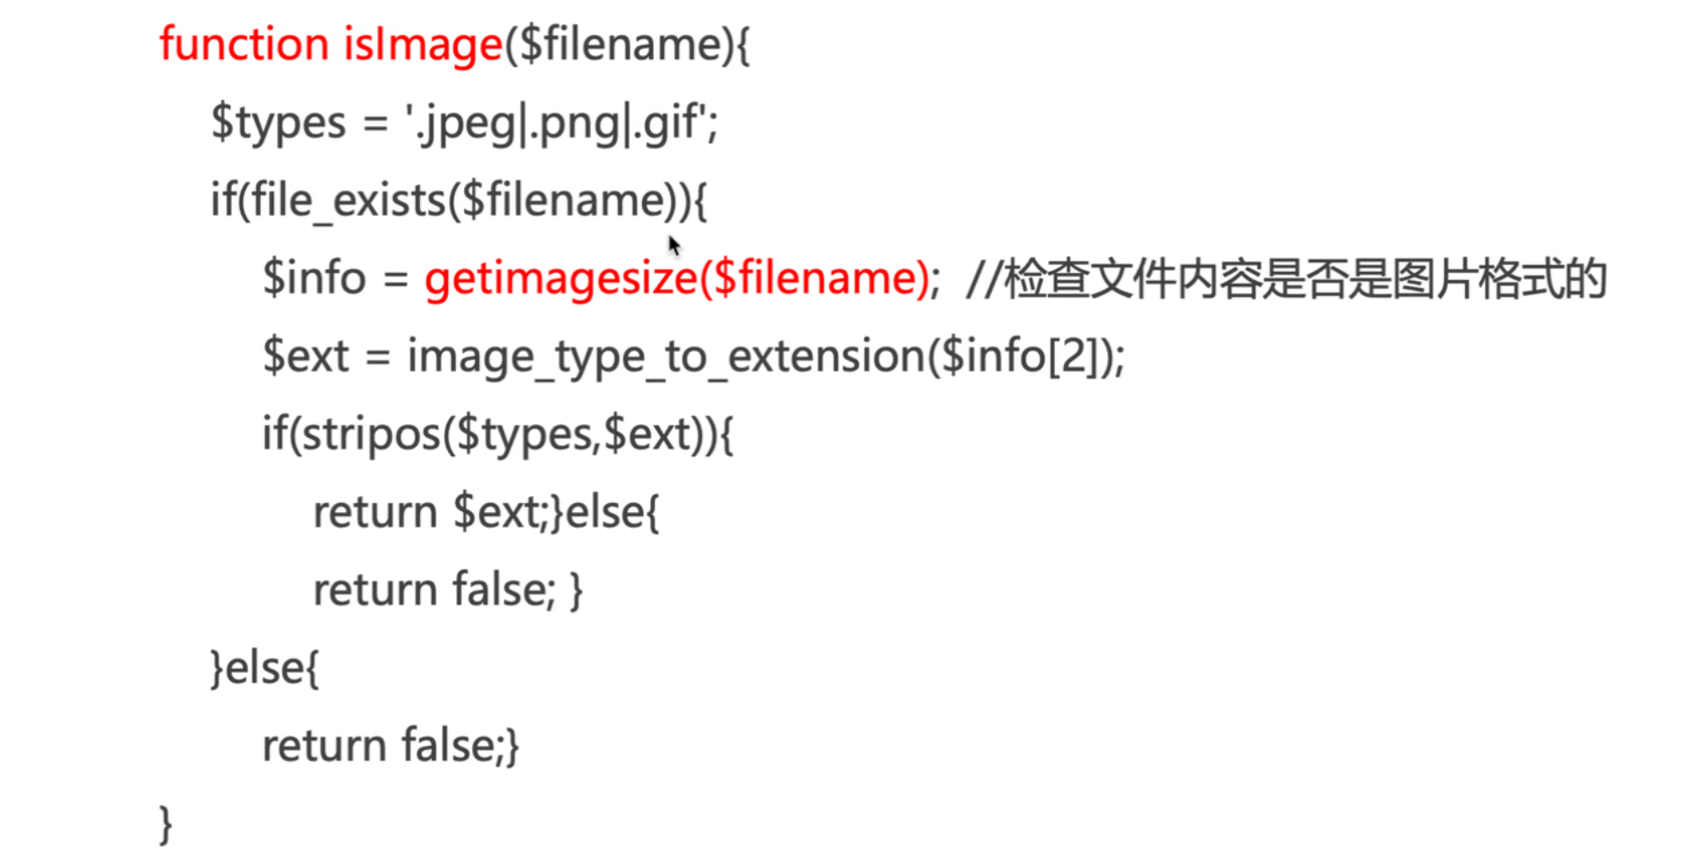 function isImage($filename){
$types = '.jpeg|.png|.gif';
if(file_exists($filename)){
$info = getimagesize($filename);  //检查文件内容是否是图片格式的
$ext = image_type_to_extension($info[2]);
if(stripos($types,$ext)){
return $ext;}else{
return false; }
}else{
return false;}
}